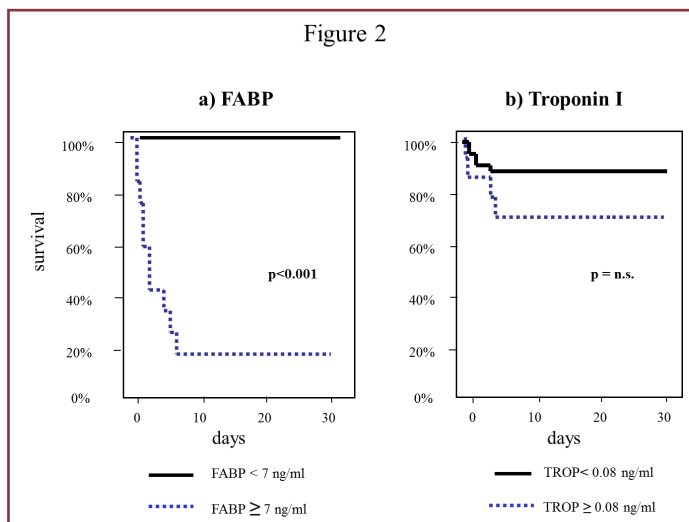 Figure 2
a) FABP
b) Troponin I
survival
100%
80%
60%
40%
20%
0%
p<0.001
0 10 20 30
days
FABP < 7 ng/ml
FABP ≥ 7 ng/ml
100%
80%
60%
40%
20%
0%
p = n.s.
0 10 20 30
days
TROP< 0.08 ng/ml
TROP ≥ 0.08 ng/ml